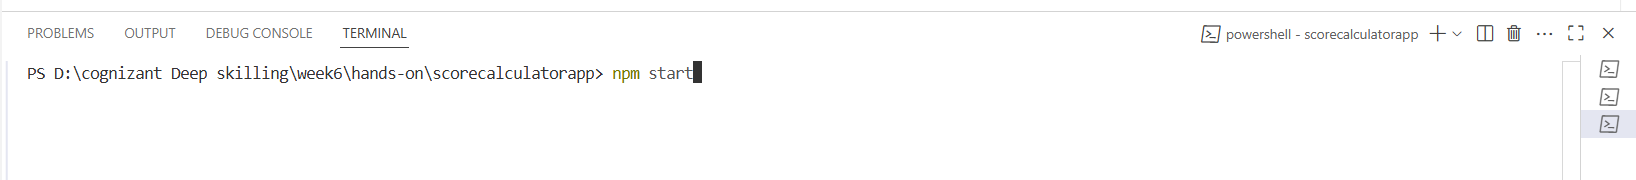 PROBLEMS OUTPUT DEBUG CONSOLE TERMINAL powershell - scorecalculatorapp
PS D:\cognizant Deep skilling\week6\hands-on\scorecalculatorapp> npm start